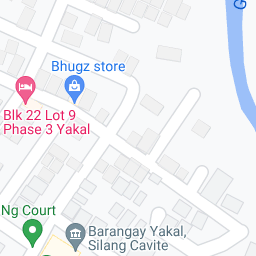 G
Bhugz store
Blk 22 Lot 9
Phase 3 Yakal
Ng Court
Barangay Yakal,
Silang Cavite